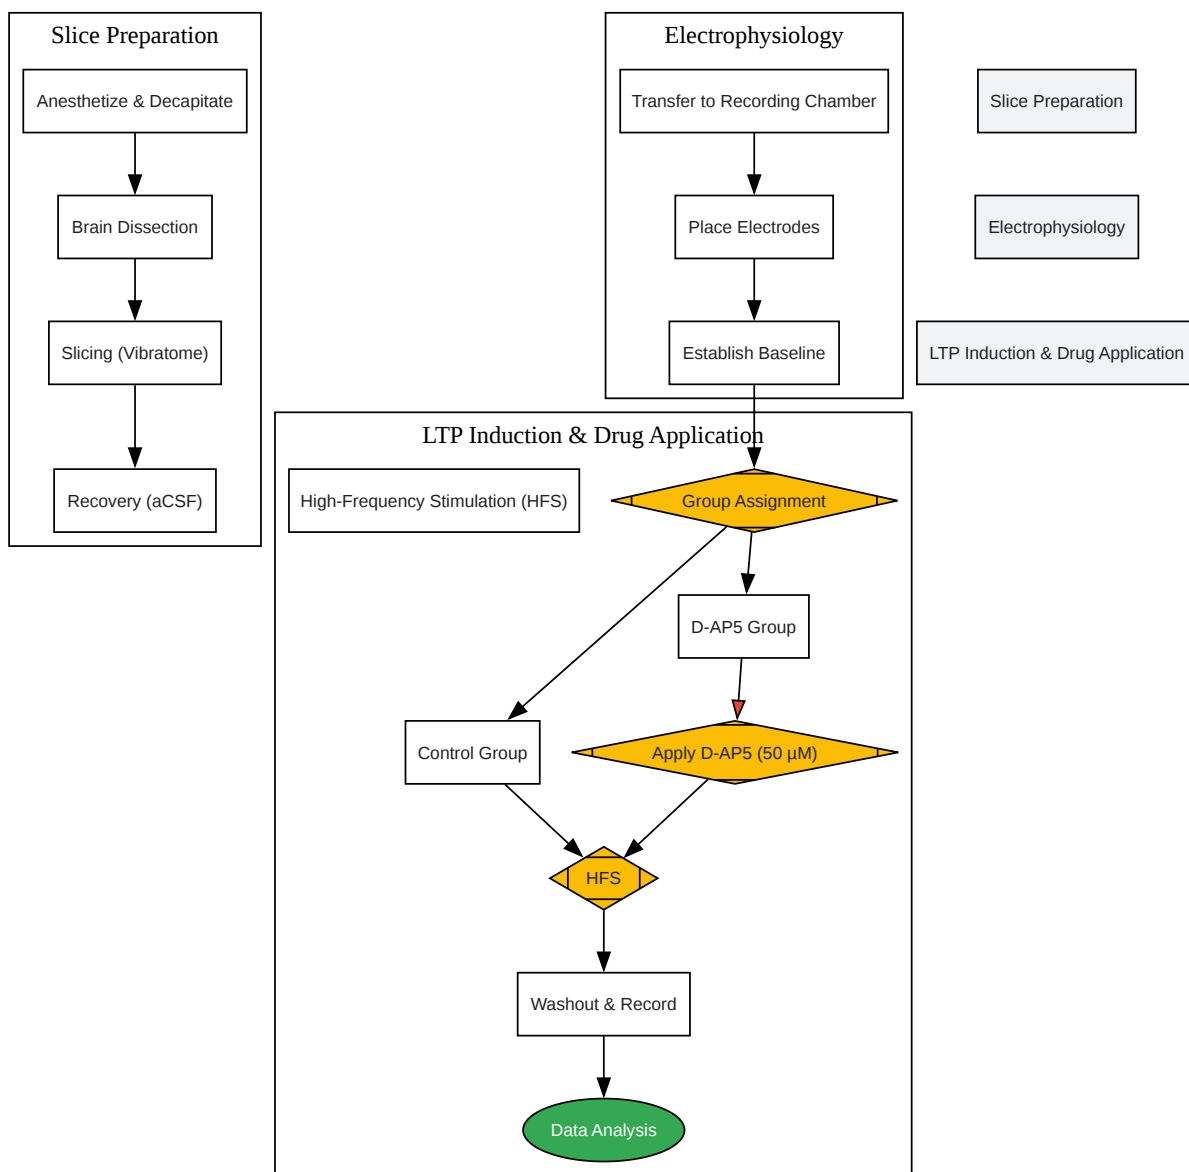 Slice Preparation
Anesthetize & Decapitate
Brain Dissection
Slicing (Vibratome)
Recovery (aCSF)
Electrophysiology
Transfer to Recording Chamber
Place Electrodes
Establish Baseline
Slice Preparation
Electrophysiology
LTP Induction & Drug Application
LTP Induction & Drug Application
High-Frequency Stimulation (HFS)
Group Assignment
D-AP5 Group
Control Group
Apply D-AP5 (50 µM)
HFS
Washout & Record
Data Analysis